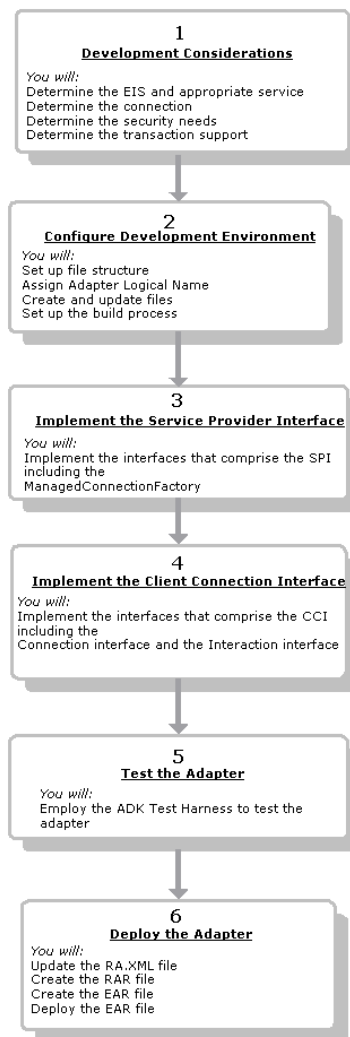 1
Development Considerations
You will:
Determine the EIS and appropriate service
Determine the connection
Determine the security needs
Determine the transaction support
2
Configure Development Environment
You will:
Set up file structure
Assign Adapter Logical Name
Create and update files
Set up the build process
3
Implement the Service Provider Interface
You will:
Implement the interfaces that comprise the SPI
including the
ManagedConnectionFactory
4
Implement the Client Connection Interface
You will:
Implement the interfaces that comprise the CCI
including the
Connection interface and the Interaction interface
5
Test the Adapter
You will:
Employ the ADK Test Harness to test the
adapter
6
Deploy the Adapter
You will:
Update the RA.XML file
Create the RAR file
Create the EAR file
Deploy the EAR file